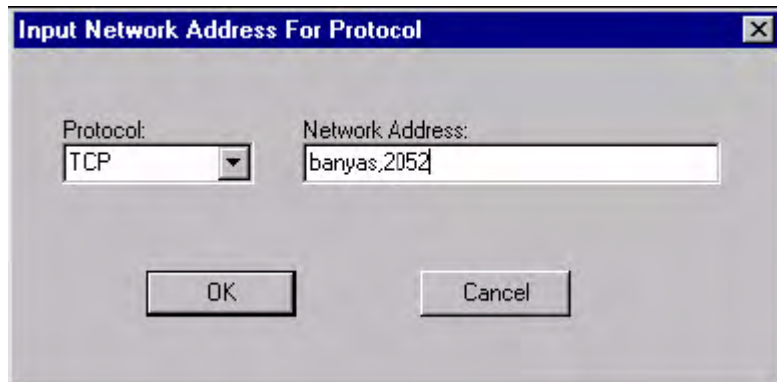 Input Network Address For Protocol
Protocol: Network Address:
TCP banyas,2052
OK Cancel